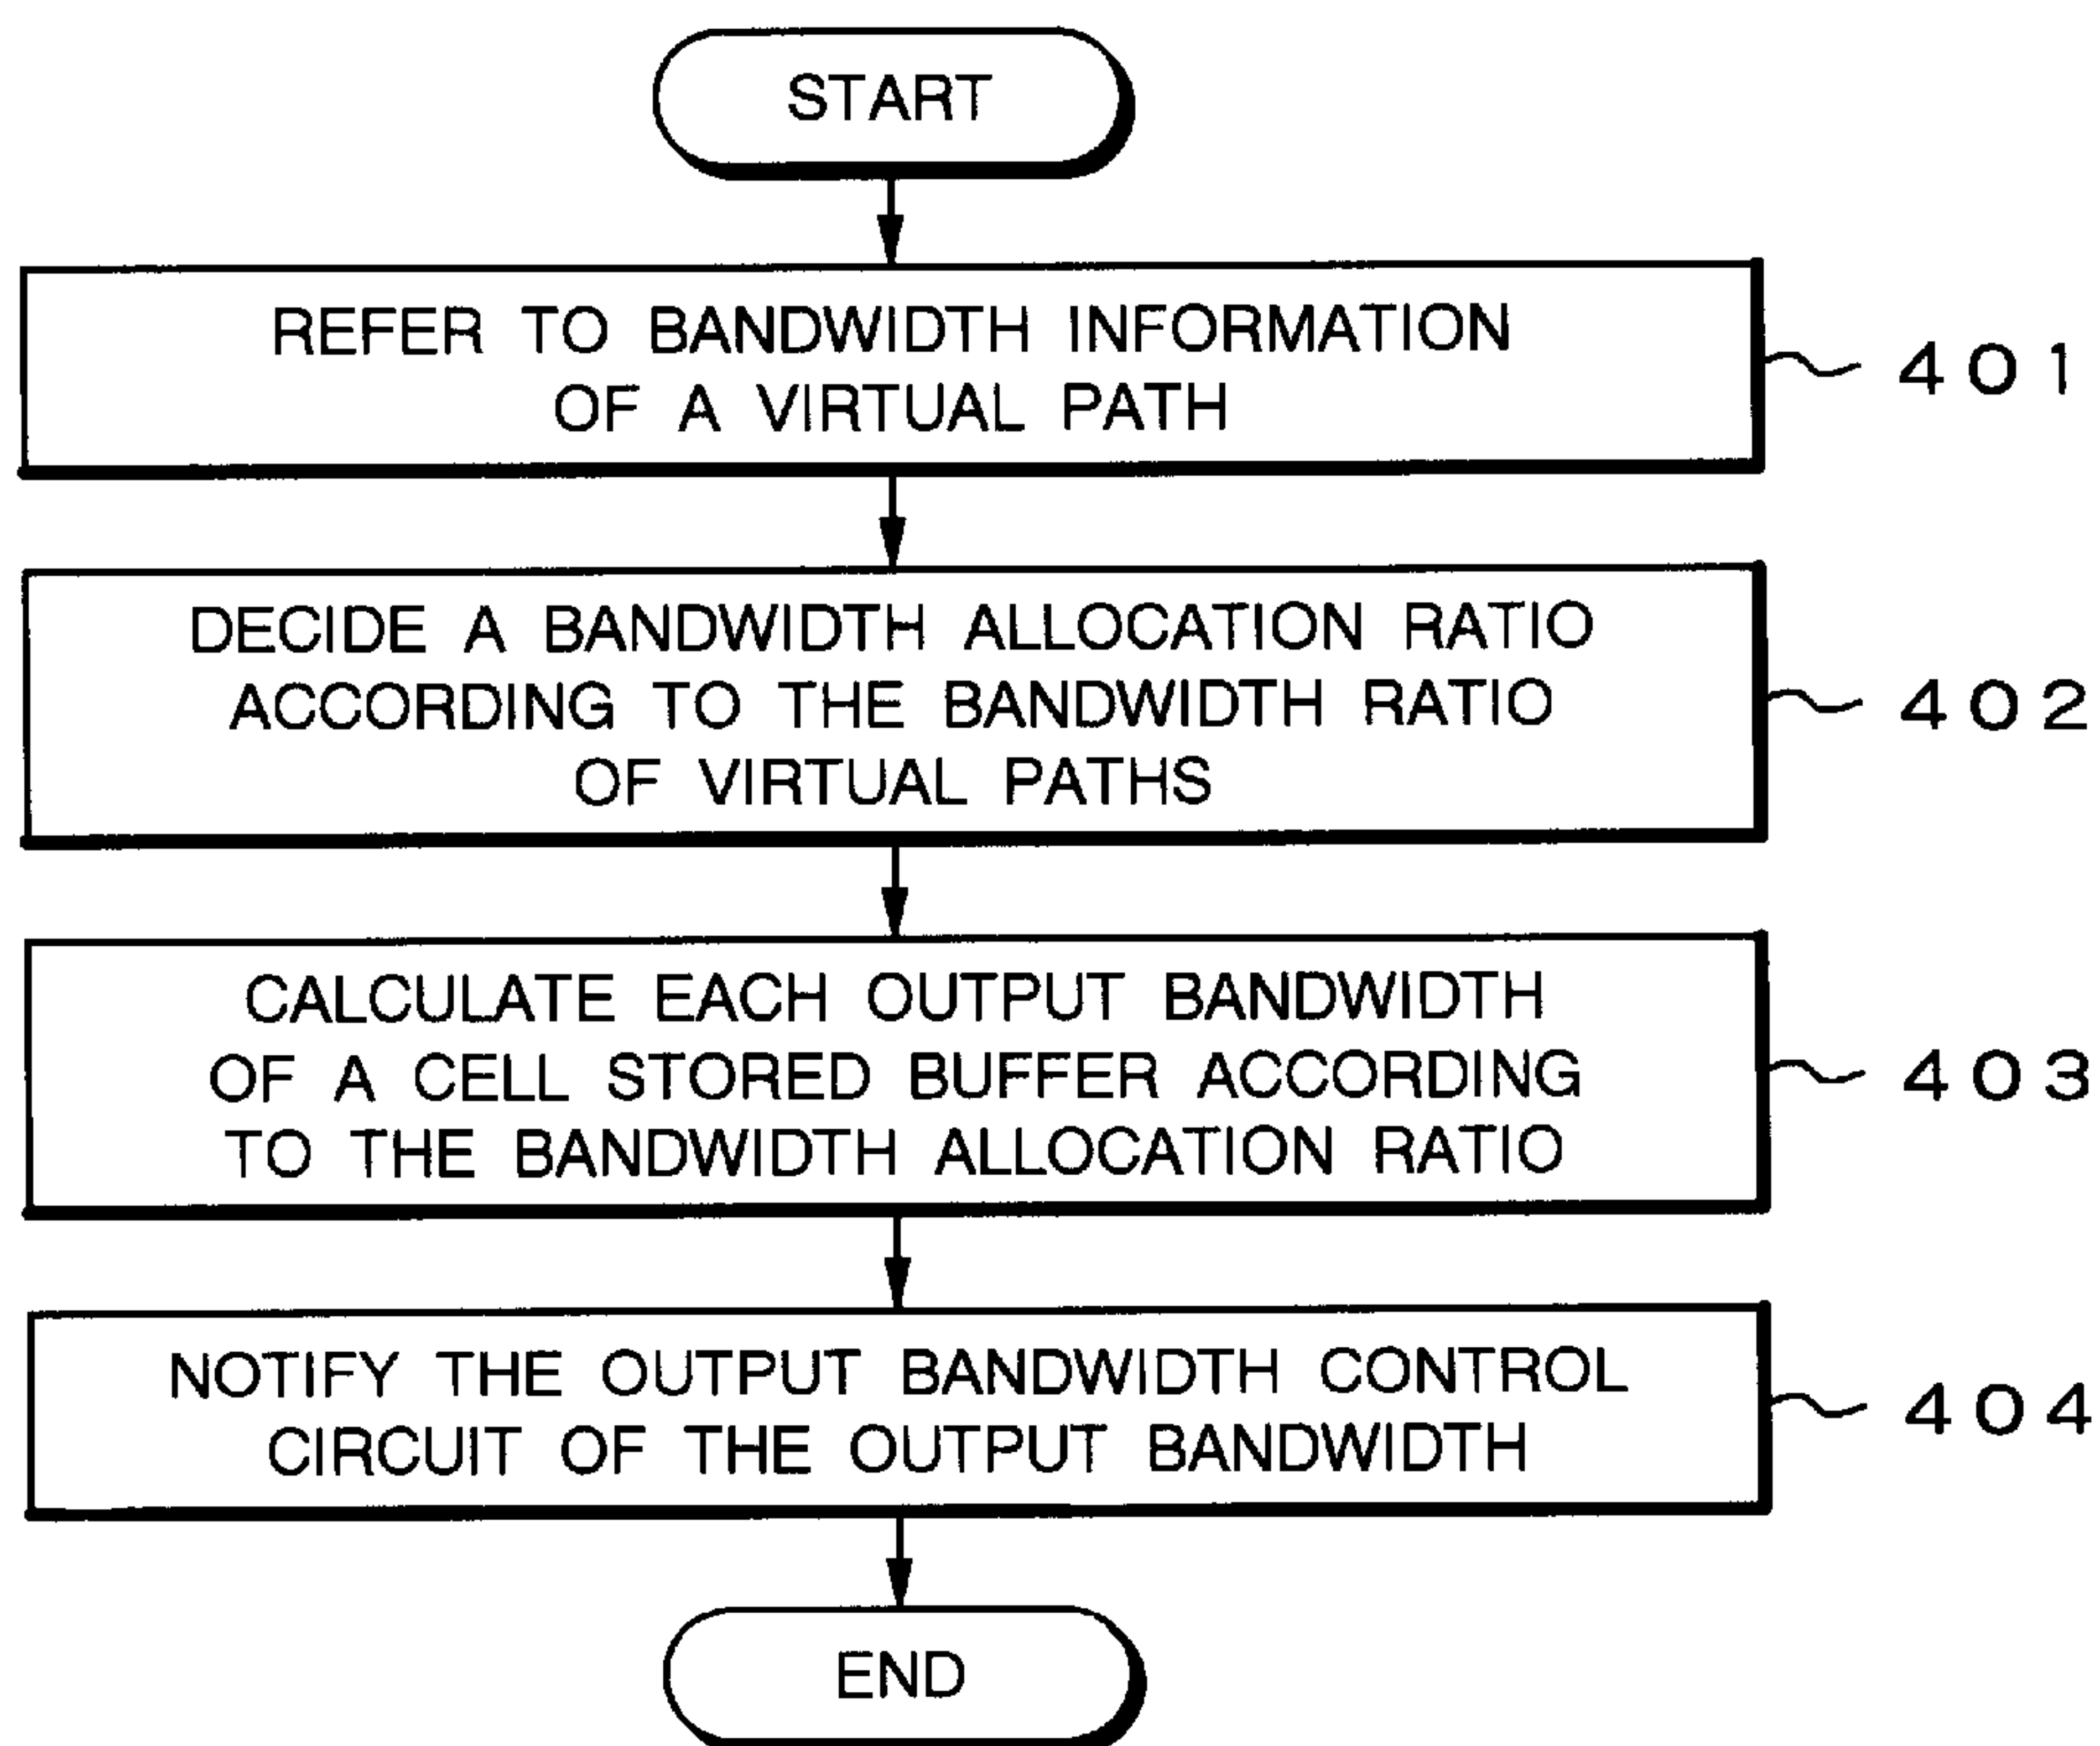 START
REFER TO BANDWIDTH INFORMATION
OF A VIRTUAL PATH
401
DECIDE A BANDWIDTH ALLOCATION RATIO
ACCORDING TO THE BANDWIDTH RATIO
OF VIRTUAL PATHS
402
CALCULATE EACH OUTPUT BANDWIDTH
OF A CELL STORED BUFFER ACCORDING
TO THE BANDWIDTH ALLOCATION RATIO
403
NOTIFY THE OUTPUT BANDWIDTH CONTROL
CIRCUIT OF THE OUTPUT BANDWIDTH
404
END